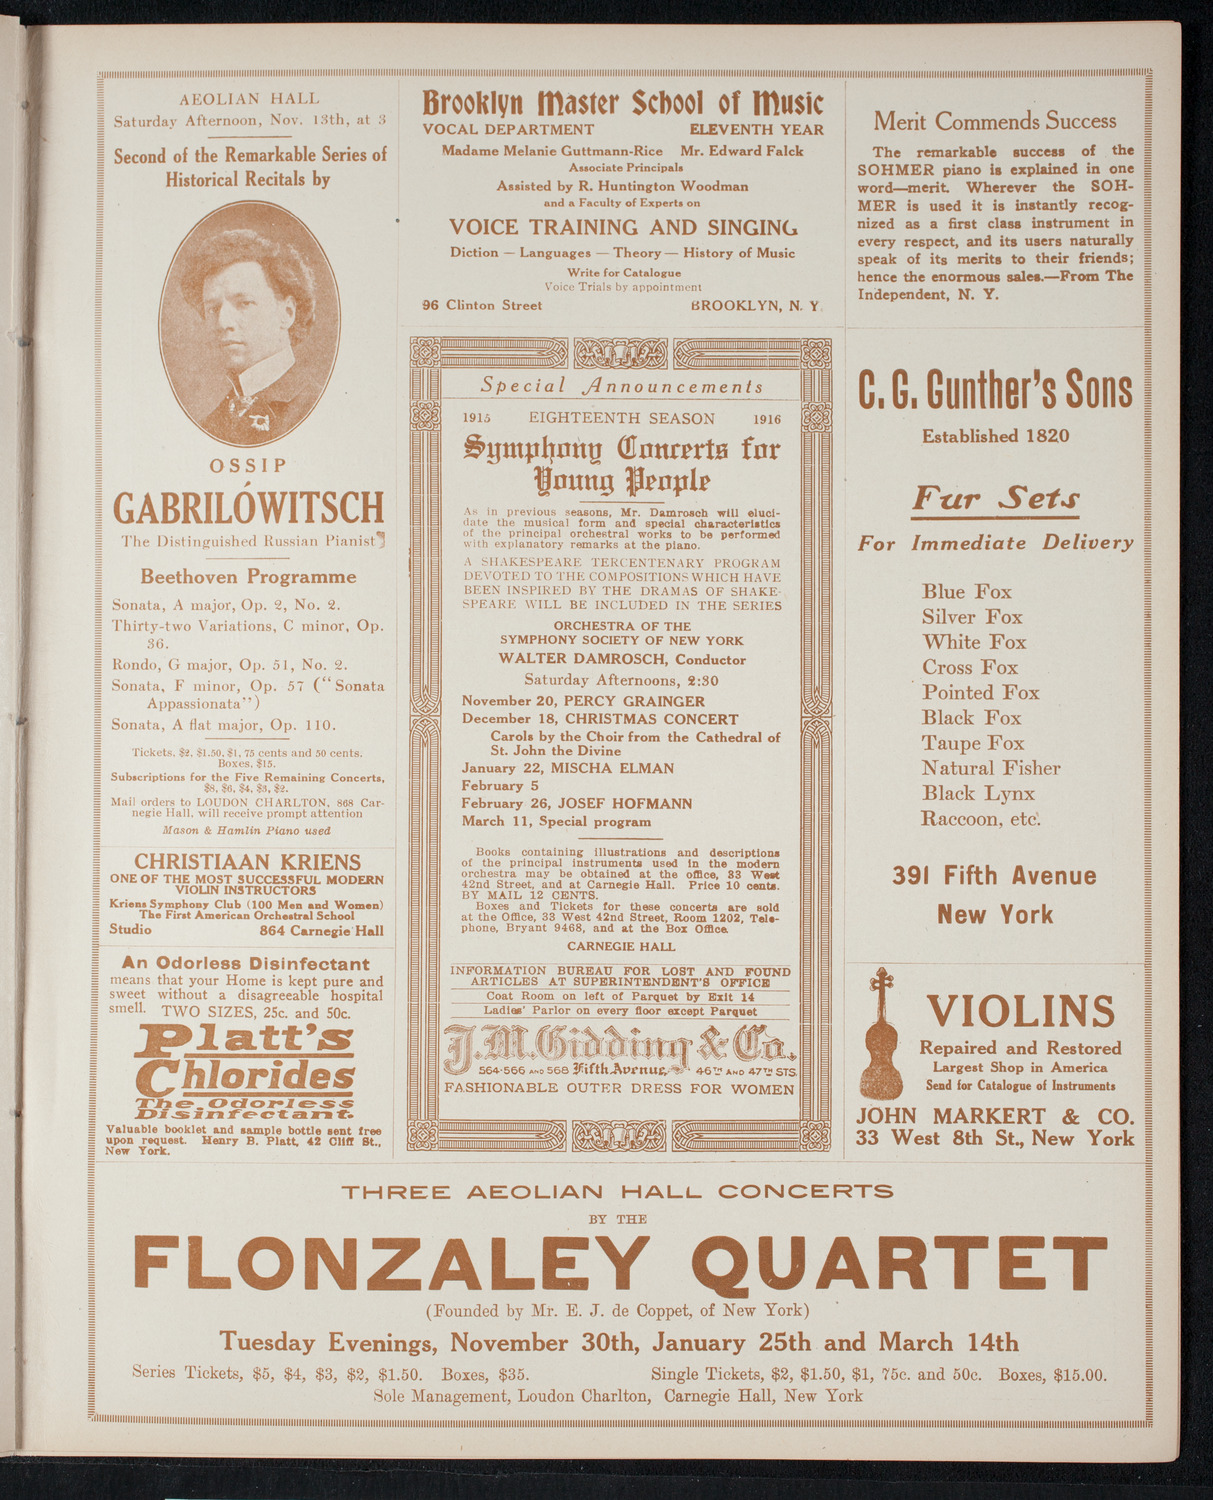 AEOLIAN HALL
Saturday Afternoon, Nov. 13th, at 3
Second of the Remarkable Series of
Historical Recitals by
OSSIP
GABRILÓWITSCH
The Distinguished Russian Pianist
Beethoven Programme
Sonata, A major, Op. 2, No. 2.
Thirty-two Variations, C minor, Op.
36.
Rondo, G major, Op. 51, No. 2.
Sonata, F minor, Op. 57 ("Sonata
Appassionata")
Sonata, A flat major, Op. 110.
Tickets, $2, $1.50, $1, 75 cents and 50 cents.
Boxes, $15.
Subscriptions for the Five Remaining Concerts,
$8, $6, $4, $3, $2.
Mail orders to LOUDON CHARLTON, 868 Car-
negie Hall, will receive prompt attention
Mason & Hamlin Piano used
CHRISTIAAN KRIENS
ONE OF THE MOST SUCCESSFUL MODERN
VIOLIN INSTRUCTORS
Kriens Symphony Club (100 Men and Women)
The First American Orchestral School
Studio 864 Carnegie Hall
An Odorless Disinfectant
means that your Home is kept pure and
sweet without a disagreeable hospital
smell. TWO SIZES, 25c. and 50c.
Platt's
Chlorides
The Odorless
Disinfectant.
Valuable booklet and sample bottle sent free
upon request. Henry B. Platt, 42 Cliff St.,
New York.
Brooklyn Master School of Music
VOCAL DEPARTMENT ELEVENTH YEAR
Madame Melanie Guttmann-Rice Mr. Edward Falck
Associate Principals
Assisted by R. Huntington Woodman
and a Faculty of Experts on
VOICE TRAINING AND SINGING
Diction — Languages — Theory — History of Music
Write for Catalogue
Voice Trials by appointment
96 Clinton Street BROOKLYN, N. Y.
Special Announcements
1915 EIGHTEENTH SEASON 1916
Symphony Concerts for
Young People
As in previous seasons, Mr. Damrosch will eluci-
date the musical form and special characteristics
of the principal orchestral works to be performed
with explanatory remarks at the piano.
A SHAKESPEARE TERCENTENARY PROGRAM
DEVOTED TO THE COMPOSITIONS WHICH HAVE
BEEN INSPIRED BY THE DRAMAS OF SHAKE-
SPEARE WILL BE INCLUDED IN THE SERIES
ORCHESTRA OF THE
SYMPHONY SOCIETY OF NEW YORK
WALTER DAMROSCH, Conductor
Saturday Afternoons, 2:30
November 20, PERCY GRAINGER
December 18, CHRISTMAS CONCERT
Carols by the Choir from the Cathedral of
St. John the Divine
January 22, MISCHA ELMAN
February 5
February 26, JOSEF HOFMANN
March 11, Special program
Books containing illustrations and descriptions
of the principal instruments used in the modern
orchestra may be obtained at the office, 33 West
42nd Street, and at Carnegie Hall. Price 10 cents.
BY MAIL 12 CENTS.
Boxes and Tickets for these concerts are sold
at the Office, 33 West 42nd Street, Room 1202, Tele-
phone, Bryant 9468, and at the Box Office
CARNEGIE HALL
INFORMATION BUREAU FOR LOST AND FOUND
ARTICLES AT SUPERINTENDENT'S OFFICE
Coat Room on left of Parquet by Exit 14
Ladies' Parlor on every floor except Parquet
J.M. Gidding & Co.
564-566 AND 568 Fifth Avenue, 46TH AND 47TH STS.
FASHIONABLE OUTER DRESS FOR WOMEN
Merit Commends Success
The remarkable success of the
SOHMER piano is explained in one
word—merit. Wherever the SOH-
MER is used it is instantly recog-
nized as a first class instrument in
every respect, and its users naturally
speak of its merits to their friends;
hence the enormous sales.—From The
Independent, N. Y.
C. G. Gunther's Sons
Established 1820
Fur Sets
For Immediate Delivery
Blue Fox
Silver Fox
White Fox
Cross Fox
Pointed Fox
Black Fox
Taupe Fox
Natural Fisher
Black Lynx
Raccoon, etc.
391 Fifth Avenue
New York
VIOLINS
Repaired and Restored
Largest Shop in America
Send for Catalogue of Instruments
JOHN MARKERT & CO.
33 West 8th St., New York
THREE AEOLIAN HALL CONCERTS
BY THE
FLONZALEY QUARTET
(Founded by Mr. E. J. de Coppet, of New York)
Tuesday Evenings, November 30th, January 25th and March 14th
Series Tickets, $5, $4, $3, $2, $1.50. Boxes, $35. Single Tickets, $2, $1.50, $1, 75c. and 50c. Boxes, $15.00.
Sole Management, Loudon Charlton, Carnegie Hall, New York